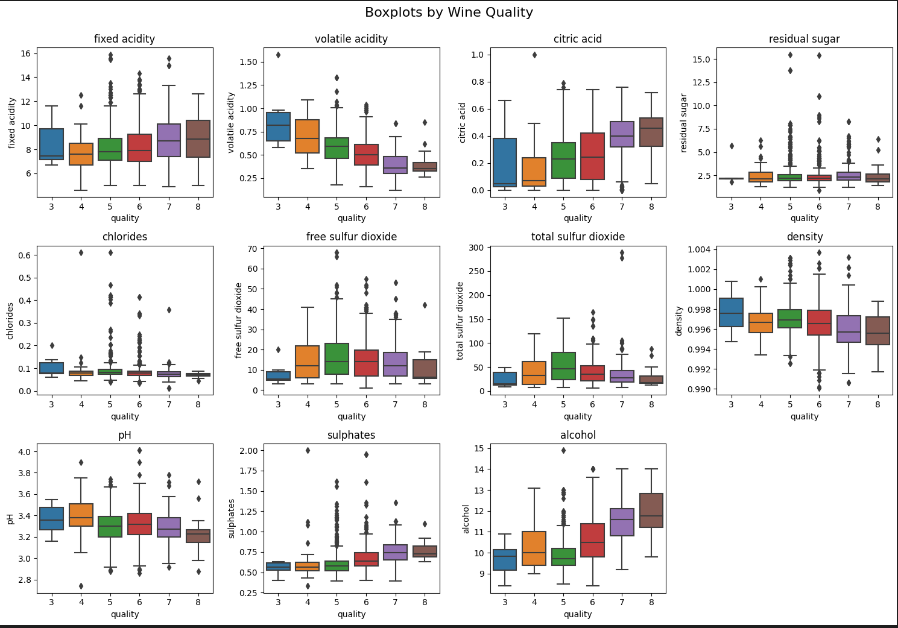 Boxplots by Wine Quality
fixed acidity
volatile acidity
citric acid
residual sugar
fixed acidity
16
14
12
10
8
6
3 4 5 6 7 8
quality
volatile acidity
1.50
1.25
1.00
0.75
0.50
0.25
3 4 5 6 7 8
quality
citric acid
1.0
0.8
0.6
0.4
0.2
0.0
3 4 5 6 7 8
quality
residual sugar
15.0
12.5
10.0
7.5
5.0
2.5
3 4 5 6 7 8
quality
chlorides
free sulfur dioxide
total sulfur dioxide
density
chlorides
0.6
0.5
0.4
0.3
0.2
0.1
0.0
3 4 5 6 7 8
quality
free sulfur dioxide
70
60
50
40
30
20
10
0
3 4 5 6 7 8
quality
total sulfur dioxide
300
250
200
150
100
50
0
3 4 5 6 7 8
quality
density
1.004
1.002
1.000
0.998
0.996
0.994
0.992
0.990
3 4 5 6 7 8
quality
pH
sulphates
alcohol
pH
4.0
3.8
3.6
3.4
3.2
3.0
2.8
3 4 5 6 7 8
quality
sulphates
2.00
1.75
1.50
1.25
1.00
0.75
0.50
0.25
3 4 5 6 7 8
quality
alcohol
15
14
13
12
11
10
9
3 4 5 6 7 8
quality